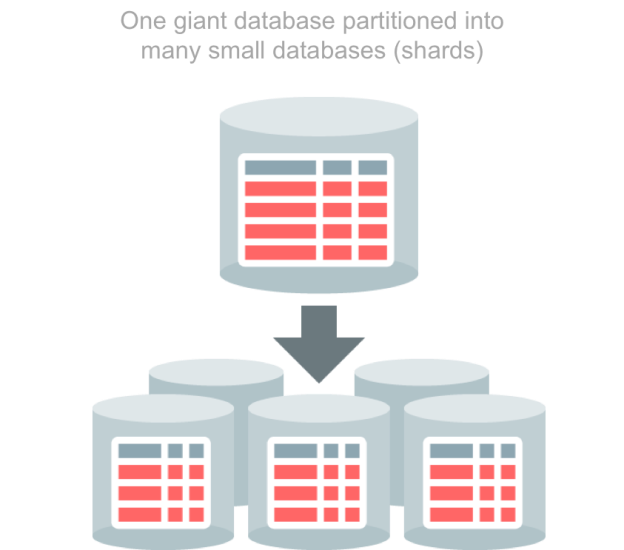 One giant database partitioned into
many small databases (shards)